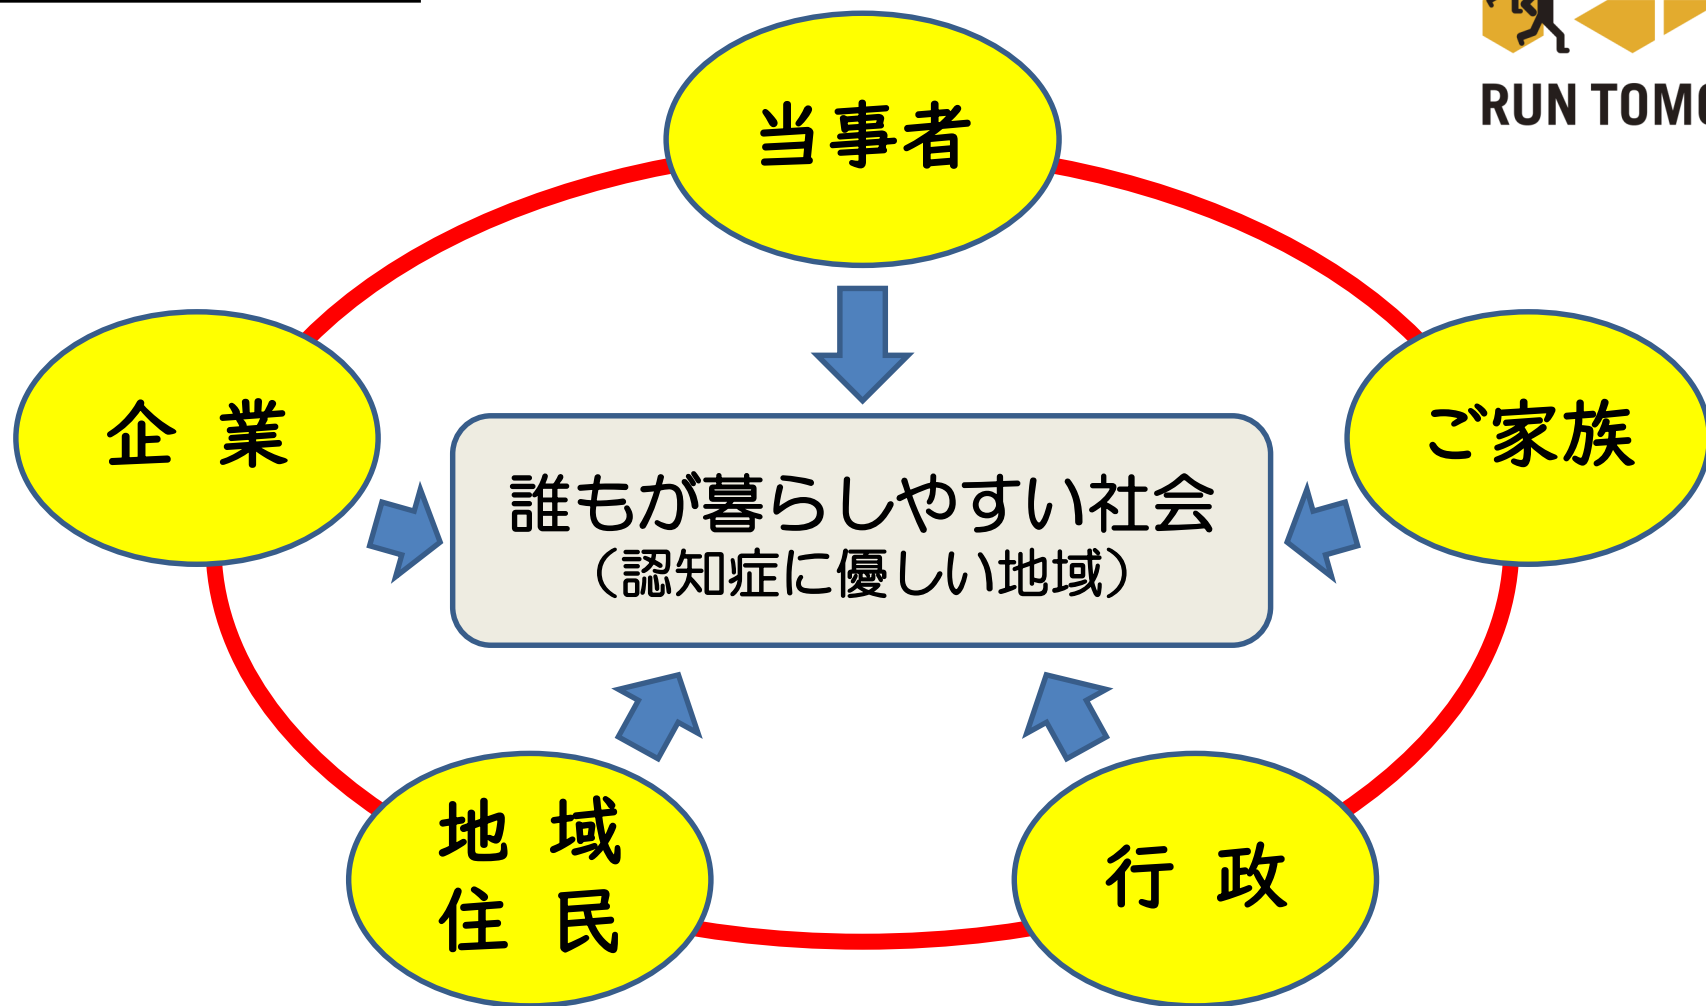 RUN TOMO
当事者
企 業
ご家族
誰もが暮らしやすい社会
（認知症に優しい地域）
地 域
住 民
行 政